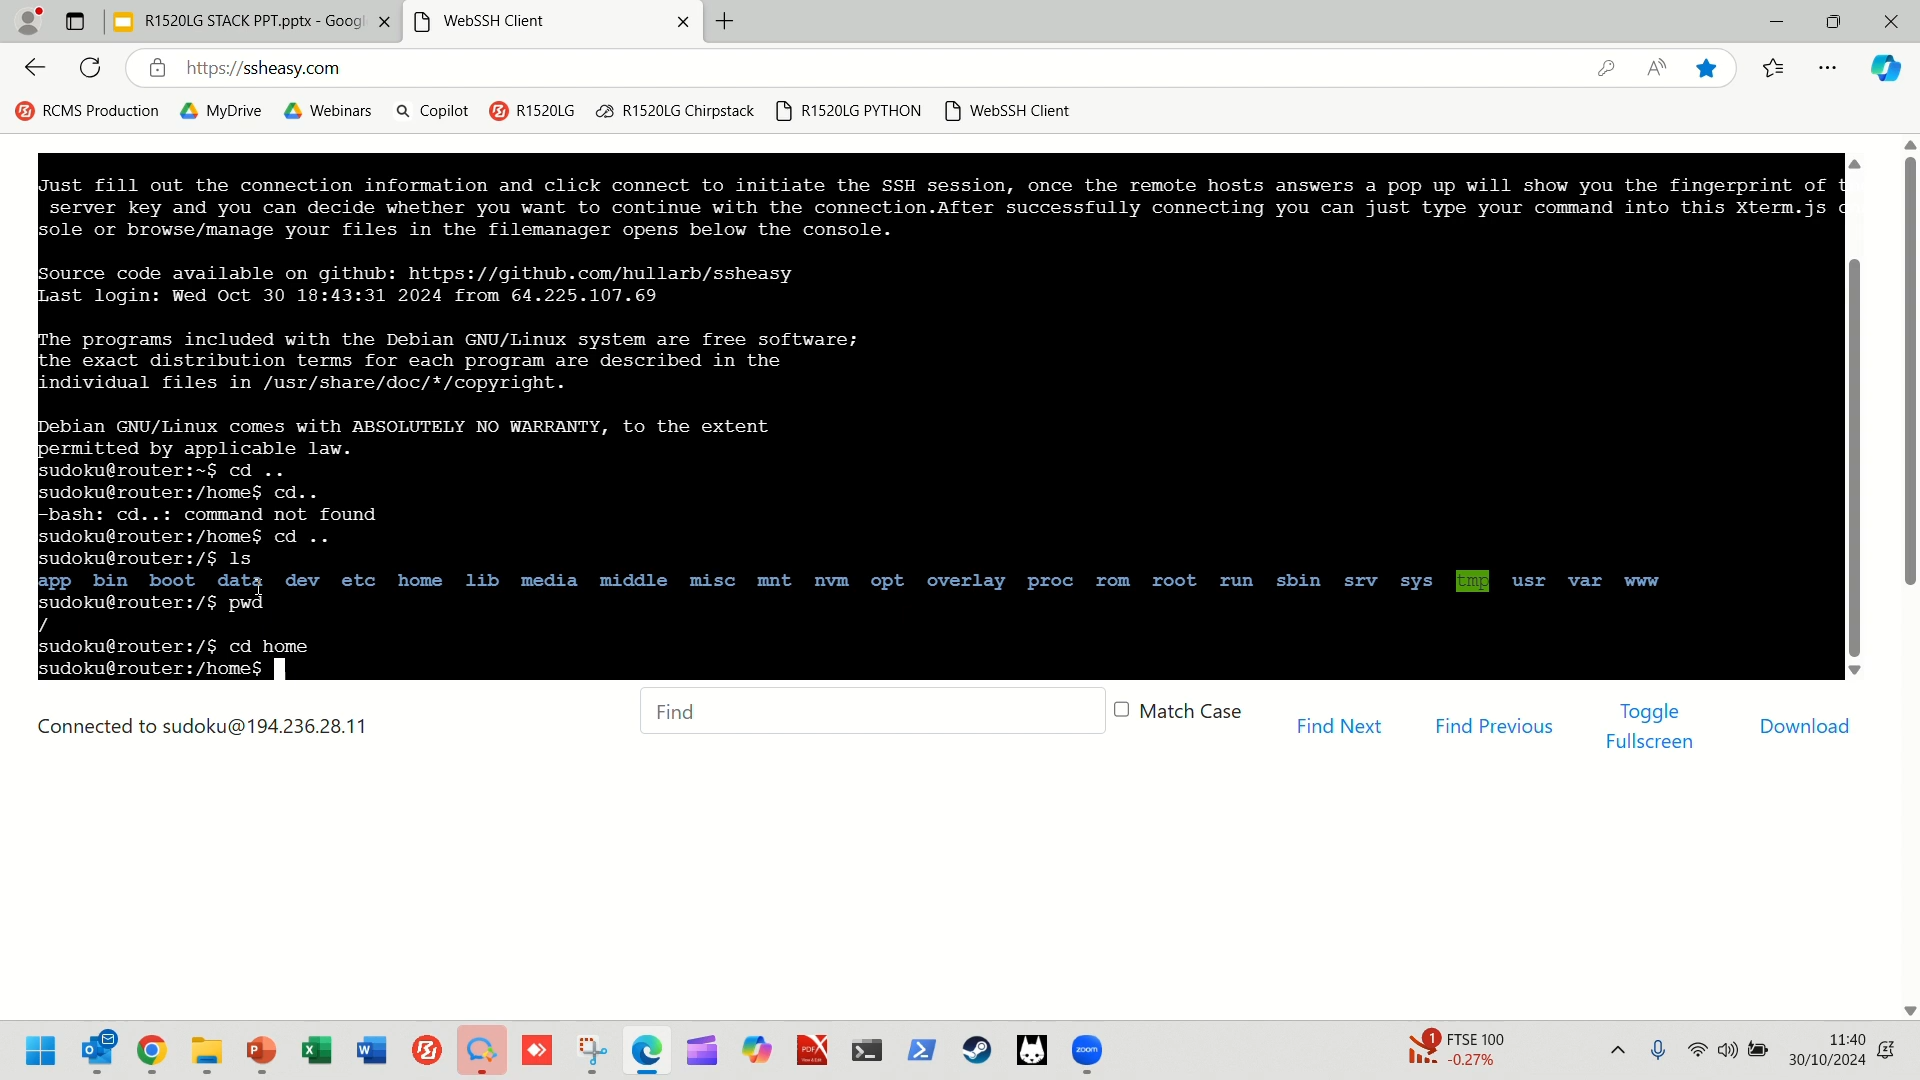 R1520LG STACK PPT.pptx - Googl
WebSSH Client
https://ssheasy.com
RCMS Production MyDrive Webinars Copilot R1520LG R1520LG Chirpstack R1520LG PYTHON WebSSH Client
Just fill out the connection information and click connect to initiate the SSH session, once the remote hosts answers a pop up will show you the fingerprint of t
server key and you can decide whether you want to continue with the connection.After successfully connecting you can just type your command into this Xterm.js c
sole or browse/manage your files in the filemanager opens below the console.
Source code available on github: https://github.com/hullarb/ssheasy
Last login: Wed Oct 30 18:43:31 2024 from 64.225.107.69
The programs included with the Debian GNU/Linux system are free software;
the exact distribution terms for each program are described in the
individual files in /usr/share/doc/*/copyright.
Debian GNU/Linux comes with ABSOLUTELY NO WARRANTY, to the extent
permitted by applicable law.
sudoku@router:~$ cd ..
sudoku@router:/home$ cd..
-bash: cd..: command not found
sudoku@router:/home$ cd ..
sudoku@router:/$ ls
app bin boot data dev etc home lib media middle misc mnt nvm opt overlay proc rom root run sbin srv sys tmp usr var www
sudoku@router:/$ pwd
/
sudoku@router:/$ cd home
sudoku@router:/home$
Connected to sudoku@194.236.28.11
Find
Match Case
Find Next
Find Previous
Toggle
Fullscreen
Download
zoom
1
FTSE 100
-0.27%
11:40
30/10/2024